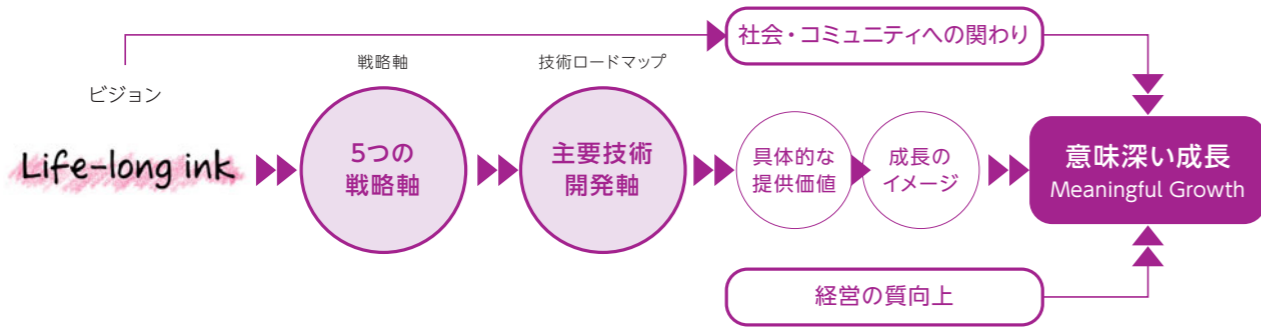 社会・コミュニティへの関わり
戦略軸
技術ロードマップ
ビジョン
Life-long ink
5つの
戦略軸
主要技術
開発軸
具体的な
提供価値
成長の
イメージ
意味深い成長
Meaningful Growth
経営の質向上